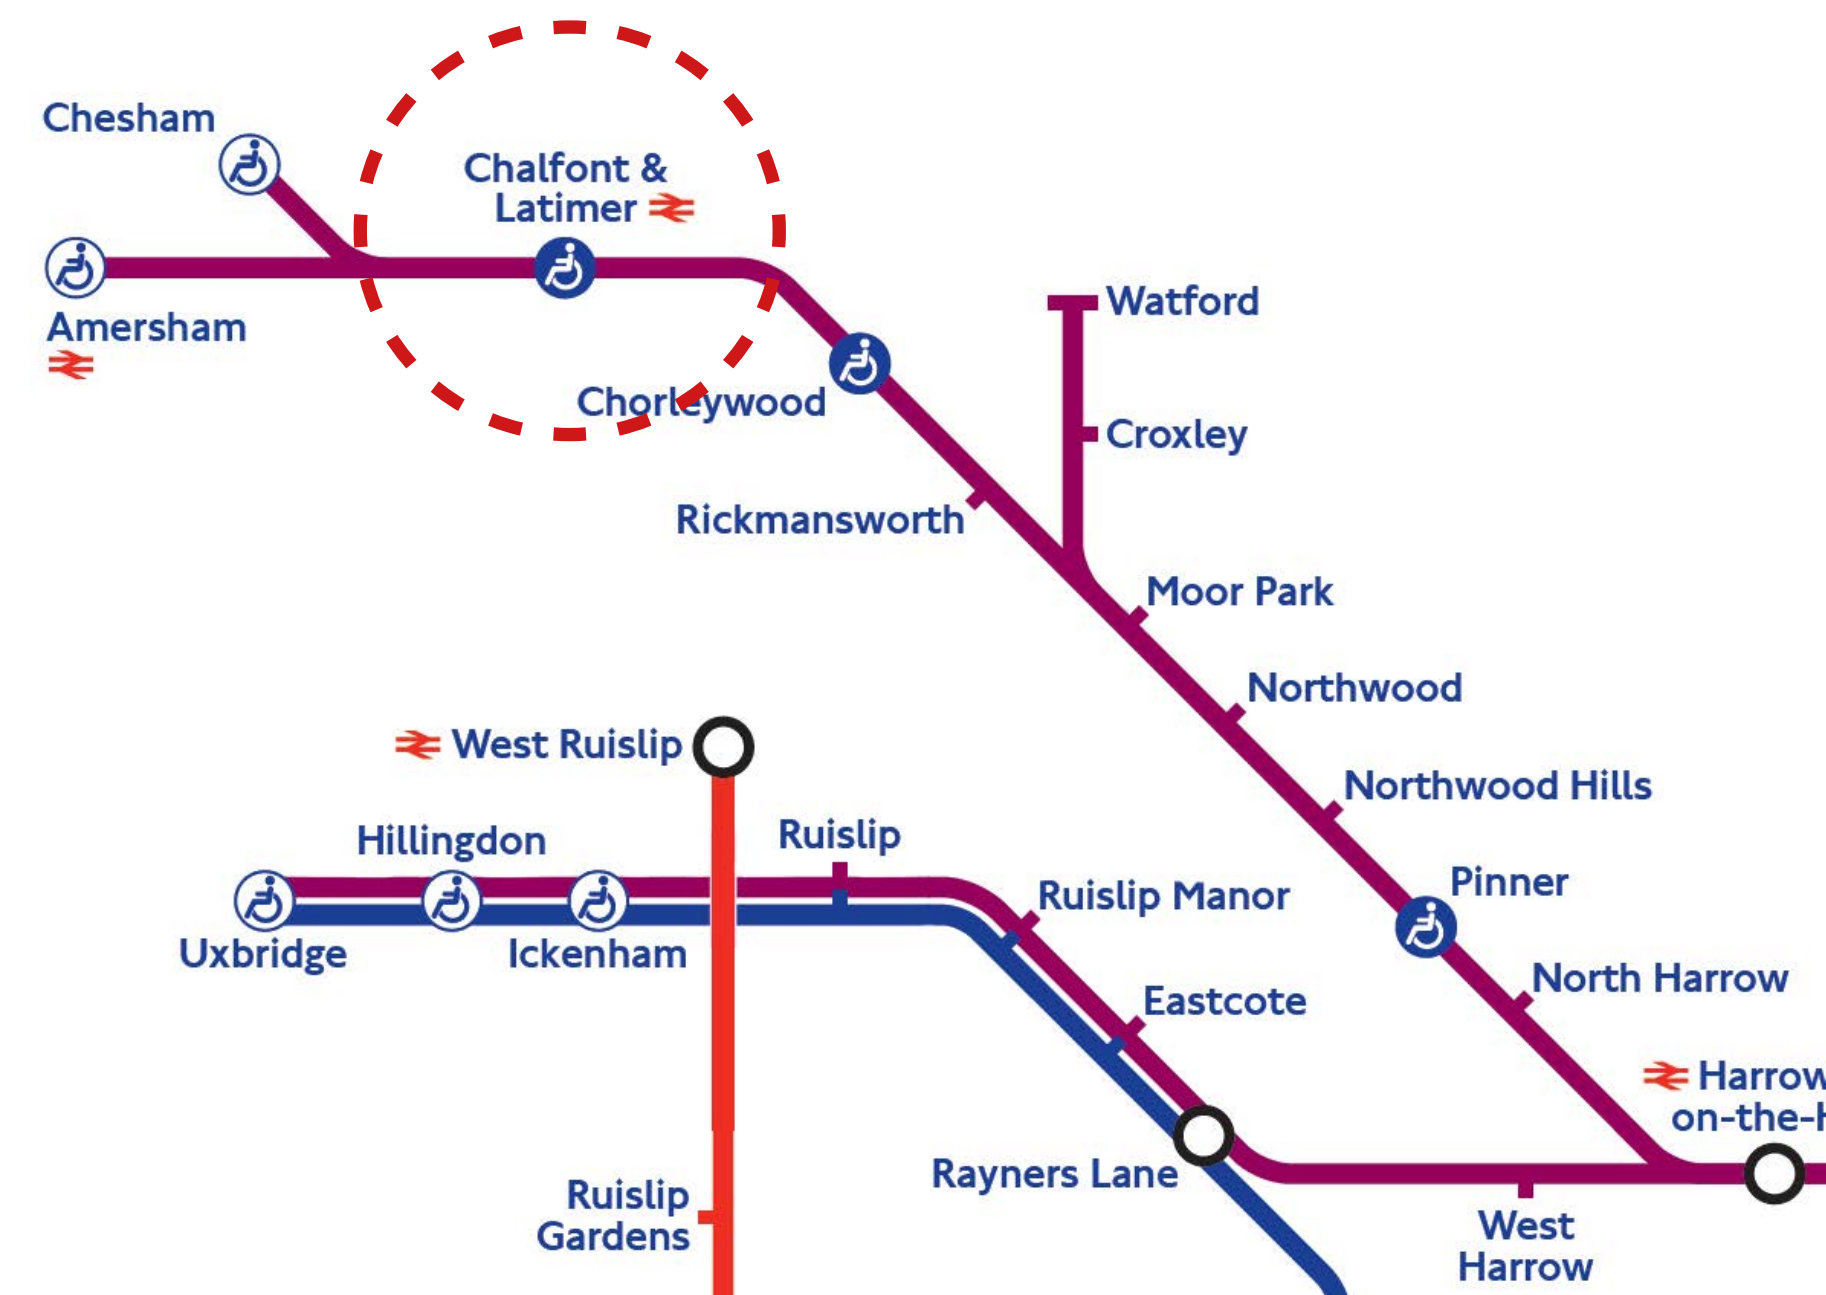 Chesham
Chalfont &
Latimer
Amersham
Watford
Chorleywood
Croxley
Rickmansworth
Moor Park
Northwood
West Ruislip
Northwood Hills
Hillingdon
Ruislip
Pinner
Ruislip Manor
Uxbridge
Ickenham
North Harrow
Eastcote
Harrow
on-the-H
Rayners Lane
Ruislip
Gardens
West
Harrow